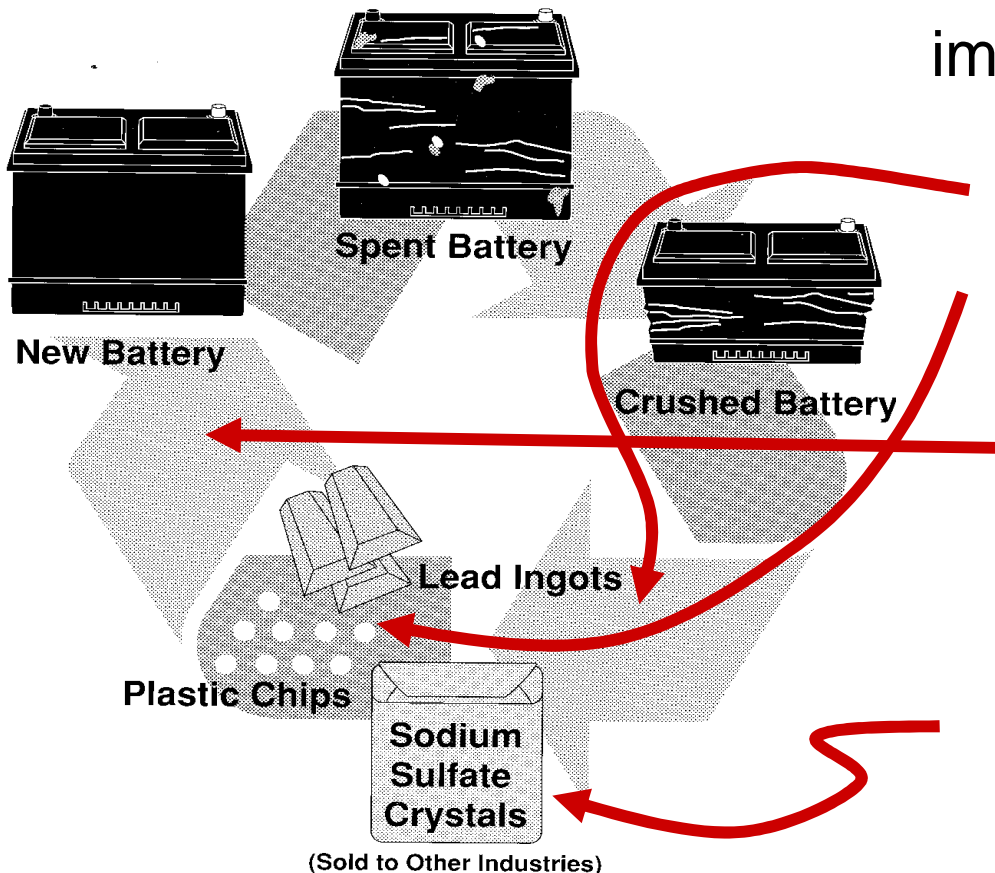 im
Spent Battery
New Battery
Crushed Battery
Lead Ingots
Plastic Chips
Sodium
Sulfate
Crystals
(Sold to Other Industries)